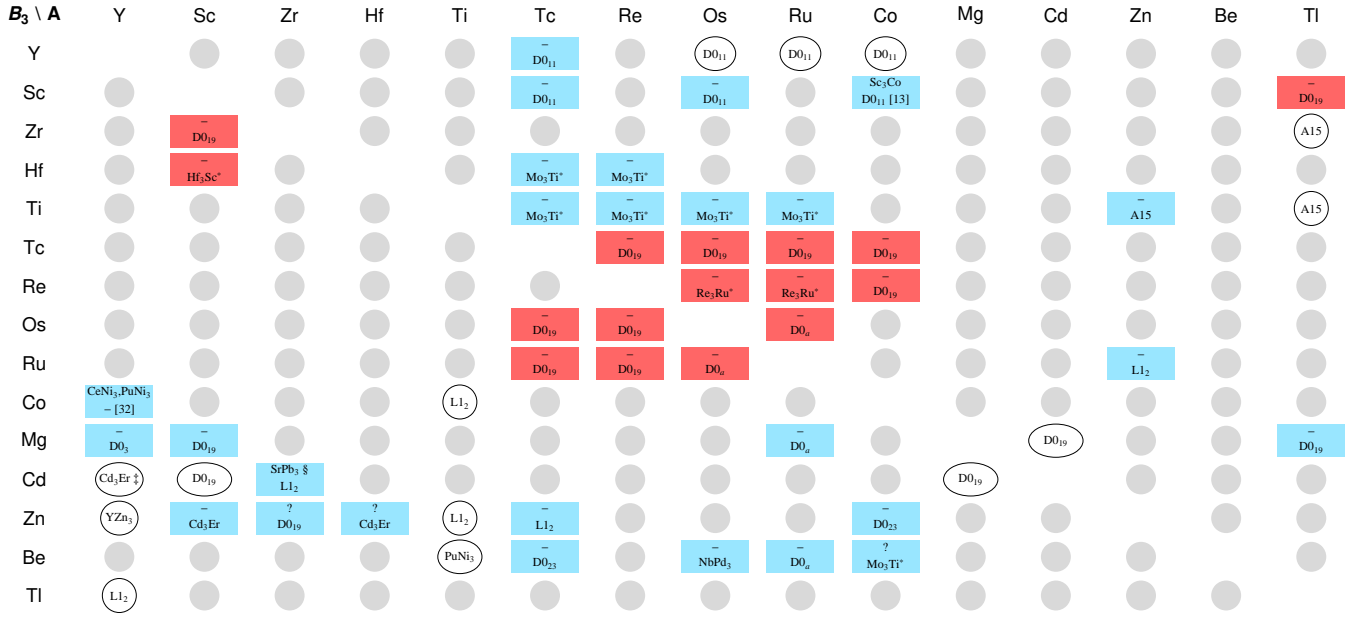 B₃ \ A Y Sc Zr Hf Ti Tc Re Os Ru Co Mg Cd Zn Be Tl
Y – D0₁₁ D0₁₁ D0₁₁ D0₁₁
Sc – D0₁₁ – D0₁₁ Sc₃Co D0₁₁ [13] – D0₁₉
Zr – D0₁₉ A15
Hf – Hf₃Sc* – Mo₃Ti* – Mo₃Ti*
Ti – Mo₃Ti* – Mo₃Ti* – Mo₃Ti* – Mo₃Ti* – A15 A15
Tc – D0₁₉ – D0₁₉ – D0₁₉ – D0₁₉
Re – Re₃Ru* – Re₃Ru* – D0₁₉
Os – D0₁₉ – D0₁₉ – D0ₐ
Ru – D0₁₉ – D0₁₉ – D0ₐ – L1₂
Co CeNi₃,PuNi₃ – [32] L1₂
Mg – D0₃ – D0₁₉ – D0ₐ D0₁₉ – D0₁₉
Cd Cd₃Er ‡ D0₁₉ SrPb₃ § L1₂ D0₁₉
Zn YZn₃ – Cd₃Er ? D0₁₉ ? Cd₃Er L1₂ – L1₂ – D0₂₃
Be PuNi₃ – D0₂₃ – NbPd₃ – D0ₐ ? Mo₃Ti*
Tl L1₂